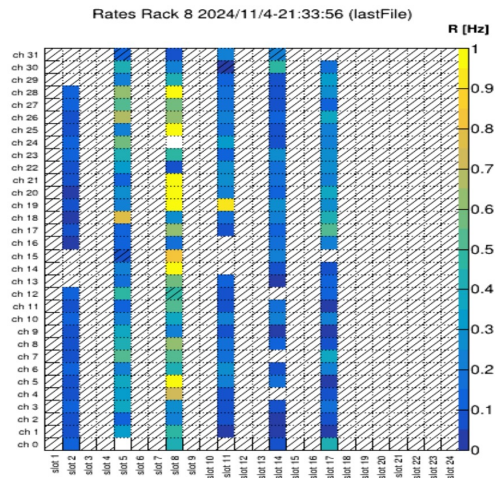 Rates Rack 8 2024/11/4-21:33:56 (lastFile)
R [Hz]
ch 31
ch 30
ch 29
ch 28
ch 27
ch 26
ch 25
ch 24
ch 23
ch 22
ch 21
ch 20
ch 19
ch 18
ch 17
ch 16
ch 15
ch 14
ch 13
ch 12
ch 11
ch 10
ch 9
ch 8
ch 7
ch 6
ch 5
ch 4
ch 3
ch 2
ch 1
ch 0
1
0.9
0.8
0.7
0.6
0.5
0.4
0.3
0.2
0.1
0
slot 1
slot 2
slot 3
slot 4
slot 5
slot 6
slot 7
slot 8
slot 9
slot 10
slot 11
slot 12
slot 13
slot 14
slot 15
slot 16
slot 17
slot 18
slot 19
slot 20
slot 21
slot 22
slot 23
slot 24